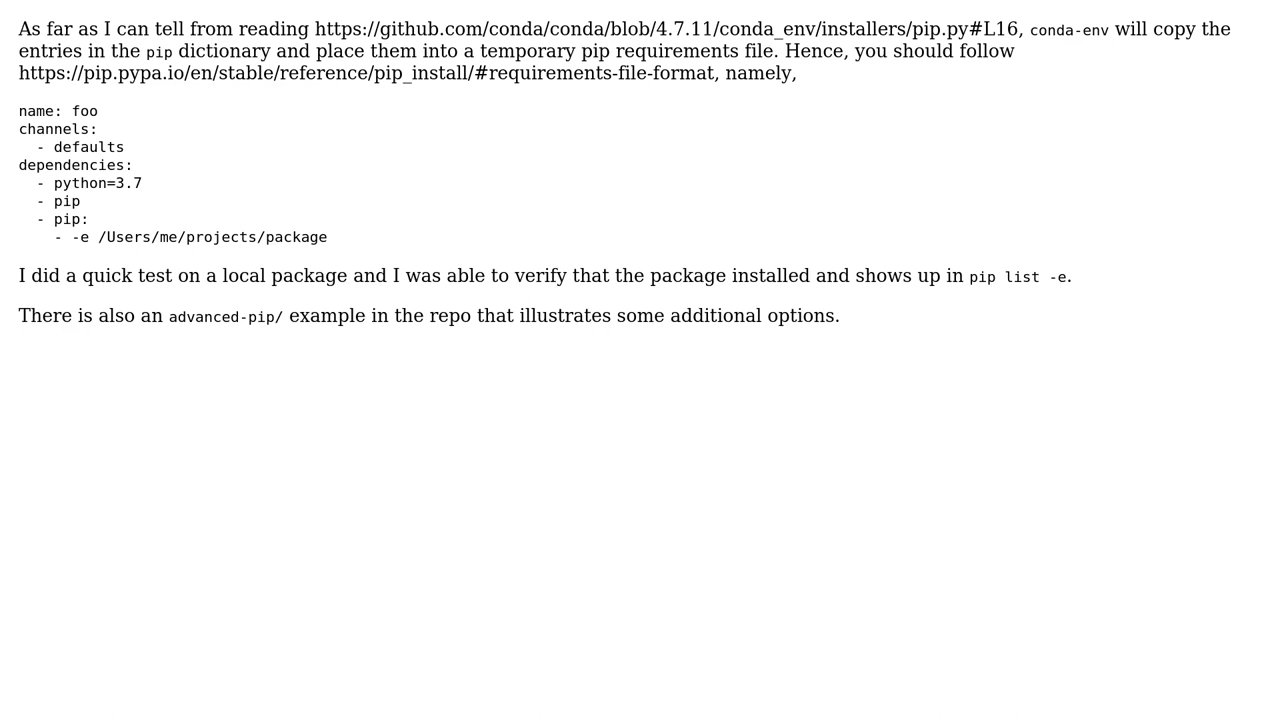 As far as I can tell from reading https://github.com/conda/conda/blob/4.7.11/conda_env/installers/pip.py#L16, conda-env will copy the
entries in the pip dictionary and place them into a temporary pip requirements file. Hence, you should follow
https://pip.pypa.io/en/stable/reference/pip_install/#requirements-file-format, namely,
name: foo
channels:
  - defaults
dependencies:
  - python=3.7
  - pip
  - pip:
    - -e /Users/me/projects/package
I did a quick test on a local package and I was able to verify that the package installed and shows up in pip list -e.
There is also an advanced-pip/ example in the repo that illustrates some additional options.